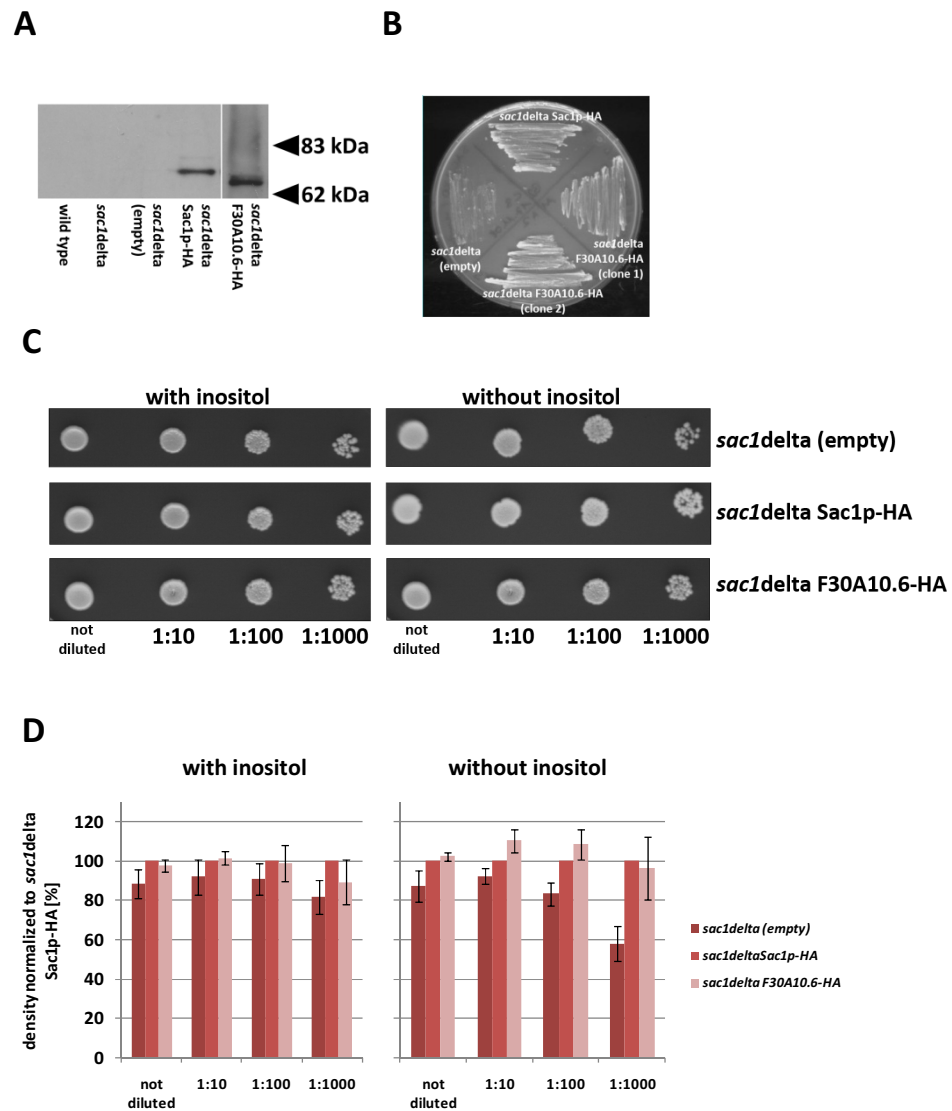 A
83 kDa
62 kDa
wild type
sac1delta
sac1delta
(empty)
sac1delta
Sac1p-HA
sac1delta
F30A10.6-HA
B
sac1delta Sac1p-HA
sac1delta
(empty)
sac1delta
F30A10.6-HA
(clone 1)
sac1delta F30A10.6-HA
(clone 2)
C
with inositol
without inositol
sac1delta (empty)
sac1delta Sac1p-HA
sac1delta F30A10.6-HA
not
diluted
1:10
1:100
1:1000
not
diluted
1:10
1:100
1:1000
D
with inositol
without inositol
density normalized to sac1delta
Sac1p-HA [%]
120
100
80
60
40
20
0
not
diluted
1:10
1:100
1:1000
not
diluted
1:10
1:100
1:1000
sac1delta (empty)
sac1deltaSac1p-HA
sac1delta F30A10.6-HA